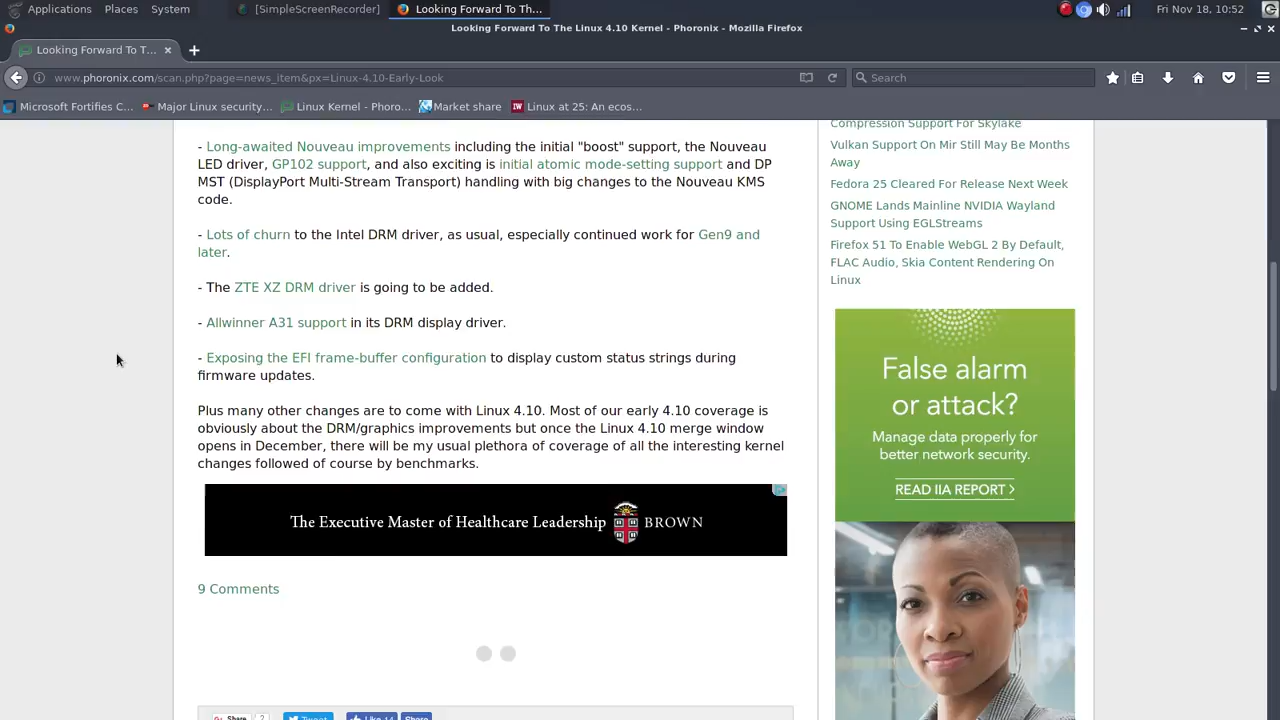 Applications Places System [SimpleScreenRecorder] Looking Forward To Th... Fri Nov 18, 10:52
Looking Forward To The Linux 4.10 Kernel - Phoronix - Mozilla Firefox
Looking Forward To T...
www.phoronix.com/scan.php?page=news_item&px=Linux-4.10-Early-Look
Search
Microsoft Fortifies C... Major Linux security... Linux Kernel - Phoro... Market share Linux at 25: An ecos...
- Long-awaited Nouveau improvements including the initial "boost" support, the Nouveau
LED driver, GP102 support, and also exciting is initial atomic mode-setting support and DP
MST (DisplayPort Multi-Stream Transport) handling with big changes to the Nouveau KMS
code.
- Lots of churn to the Intel DRM driver, as usual, especially continued work for Gen9 and
later.
- The ZTE XZ DRM driver is going to be added.
- Allwinner A31 support in its DRM display driver.
- Exposing the EFI frame-buffer configuration to display custom status strings during
firmware updates.
Plus many other changes are to come with Linux 4.10. Most of our early 4.10 coverage is
obviously about the DRM/graphics improvements but once the Linux 4.10 merge window
opens in December, there will be my usual plethora of coverage of all the interesting kernel
changes followed of course by benchmarks.
The Executive Master of Healthcare Leadership BROWN
9 Comments
Share 2 Tweet Like 14 Share
Compression Support For Skylake
Vulkan Support On Mir Still May Be Months
Away
Fedora 25 Cleared For Release Next Week
GNOME Lands Mainline NVIDIA Wayland
Support Using EGLStreams
Firefox 51 To Enable WebGL 2 By Default,
FLAC Audio, Skia Content Rendering On
Linux
False alarm
or attack?
Manage data properly for
better network security.
READ IIA REPORT >